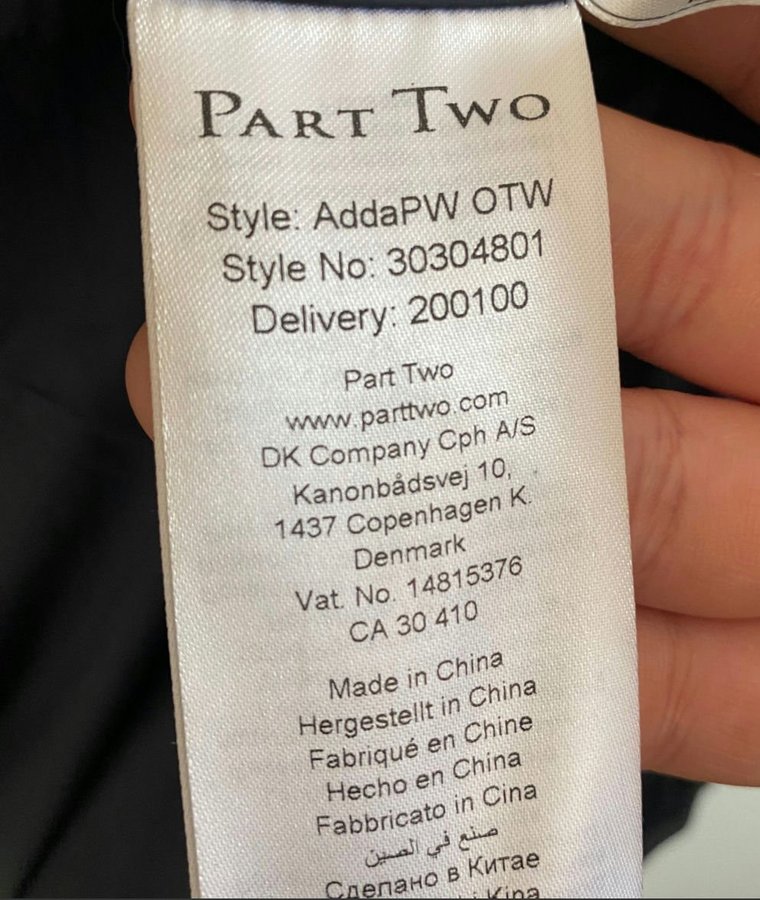 PART TWO
Style: AddaPW OTW
Style No: 30304801
Delivery: 200100
Part Two
www.parttwo.com
DK Company Cph A/S
Kanonbådsvej 10,
1437 Copenhagen K.
Denmark
Vat. No. 14815376
CA 30 410
Made in China
Hergestellt in China
Fabriqué en Chine
Hecho en China
Fabbricato in Cina
صنع في الصين
Сделано в Китае
i Kina